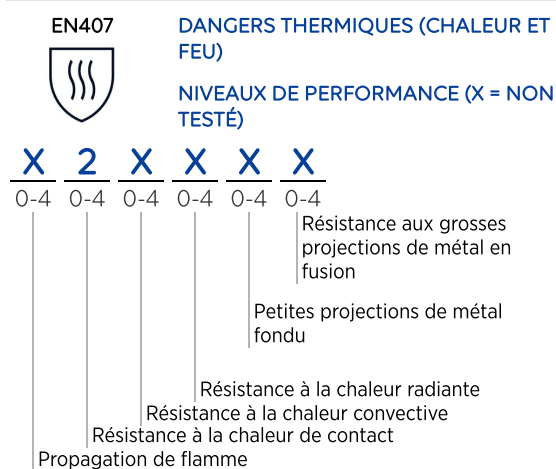 EN407
DANGERS THERMIQUES (CHALEUR ET
FEU)
NIVEAUX DE PERFORMANCE (X = NON
TESTÉ)
X 2 X X X X
0-4 0-4 0-4 0-4 0-4 0-4
Résistance aux grosses
projections de métal en
fusion
Petites projections de métal
fondu
Résistance à la chaleur radiante
Résistance à la chaleur convective
Résistance à la chaleur de contact
Propagation de flamme